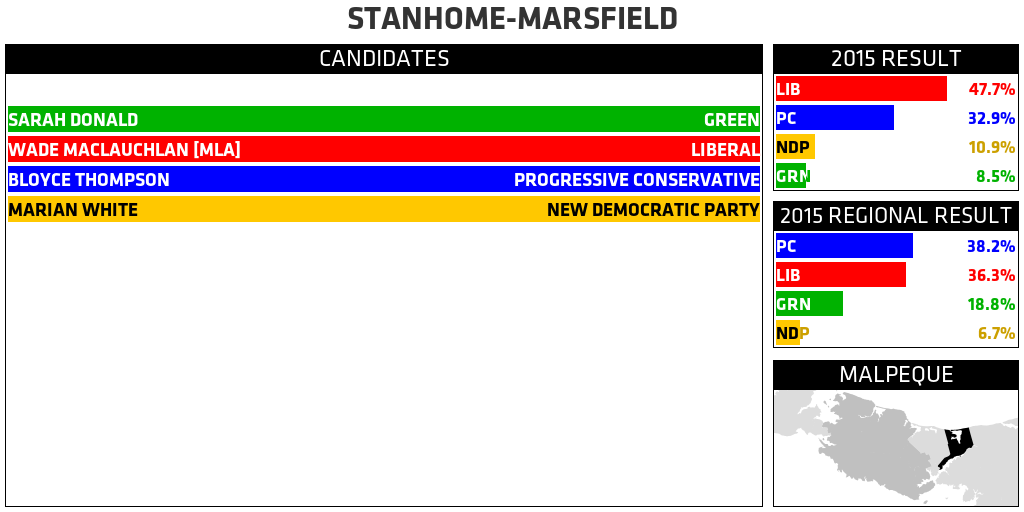 STANHOME-MARSFIELD
CANDIDATES
SARAH DONALD GREEN
WADE MACLAUCHLAN [MLA] LIBERAL
BLOYCE THOMPSON PROGRESSIVE CONSERVATIVE
MARIAN WHITE NEW DEMOCRATIC PARTY
2015 RESULT
LIB 47.7%
PC 32.9%
NDP 10.9%
GRN 8.5%
2015 REGIONAL RESULT
PC 38.2%
LIB 36.3%
GRN 18.8%
NDP 6.7%
MALPEQUE